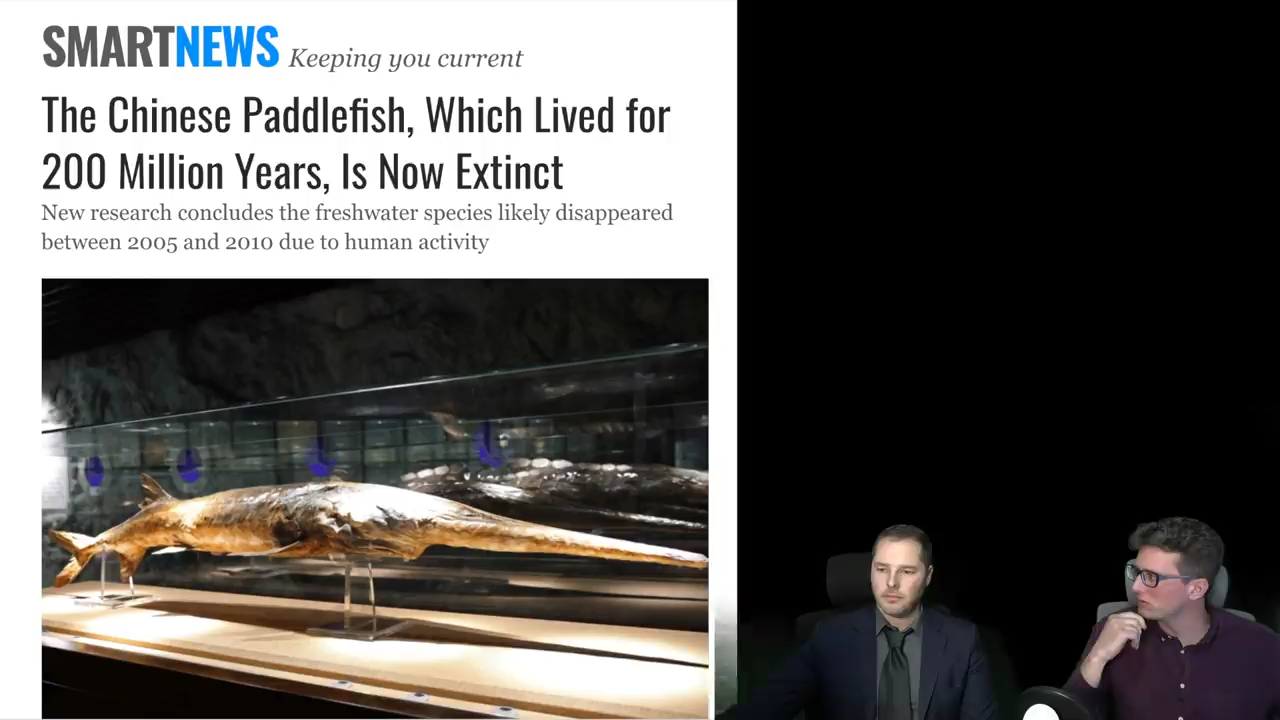 SMARTNEWS Keeping you current
The Chinese Paddlefish, Which Lived for
200 Million Years, Is Now Extinct
New research concludes the freshwater species likely disappeared
between 2005 and 2010 due to human activity